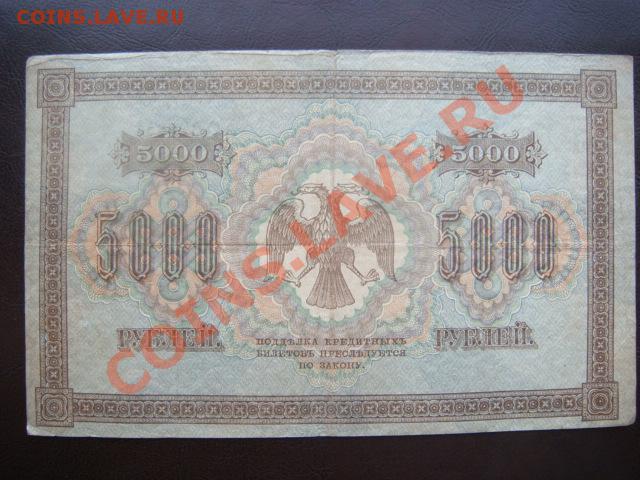 COINS.LAVE.RU
5000 5000
5000 5000
РУБЛЕЙ. РУБЛЕЙ.
ПОДДѢЛКА КРЕДИТНЫХЪ
БИЛЕТОВЪ ПРЕСЛѢДУЕТСЯ
ПО ЗАКОНУ.
COINS.LAVE.RU
COINS.LAVE.RU